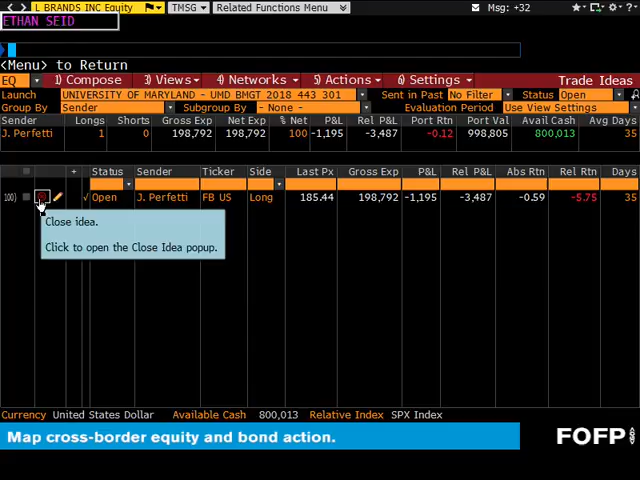 L BRANDS INC Equity TMSG Related Functions Menu Msg: +32
ETHAN SEID
<Menu> to Return
EQ 1) Compose 3) Views 4) Networks 5) Actions 6) Settings Trade Ideas
Launch UNIVERSITY OF MARYLAND - UMD BMGT 2018 443 301 Sent in Past No Filter Status Open
Group By Sender Subgroup By - None - Evaluation Period Use View Settings
Sender Longs Shorts Gross Exp Net Exp % Net P&L Rel P&L Port Rtn Port Val Avail Cash Avg Days
J. Perfetti 1 0 198,792 198,792 100 -1,195 -3,487 -0.12 998,805 800,013 35
+ Status Sender Ticker Side Last Px Gross Exp P&L Rel P&L Abs Rtn Rel Rtn Days
100) √ Open J. Perfetti FB US Long 185.44 198,792 -1,195 -3,487 -0.59 -5.75 35
Close idea.
Click to open the Close Idea popup.
Currency United States Dollar Available Cash 800,013 Relative Index SPX Index
Map cross-border equity and bond action. FOFP